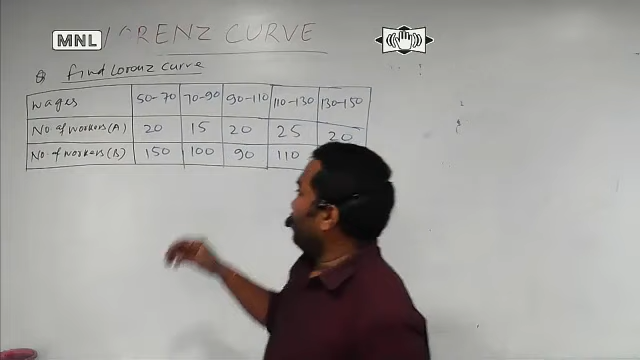 MNL
LORENZ CURVE
Q find Lorenz curve
wages 50-70 70-90 90-110 110-130 130-150
No of workers (A) 20 15 20 25 20
No. of workers (B) 150 100 90 110